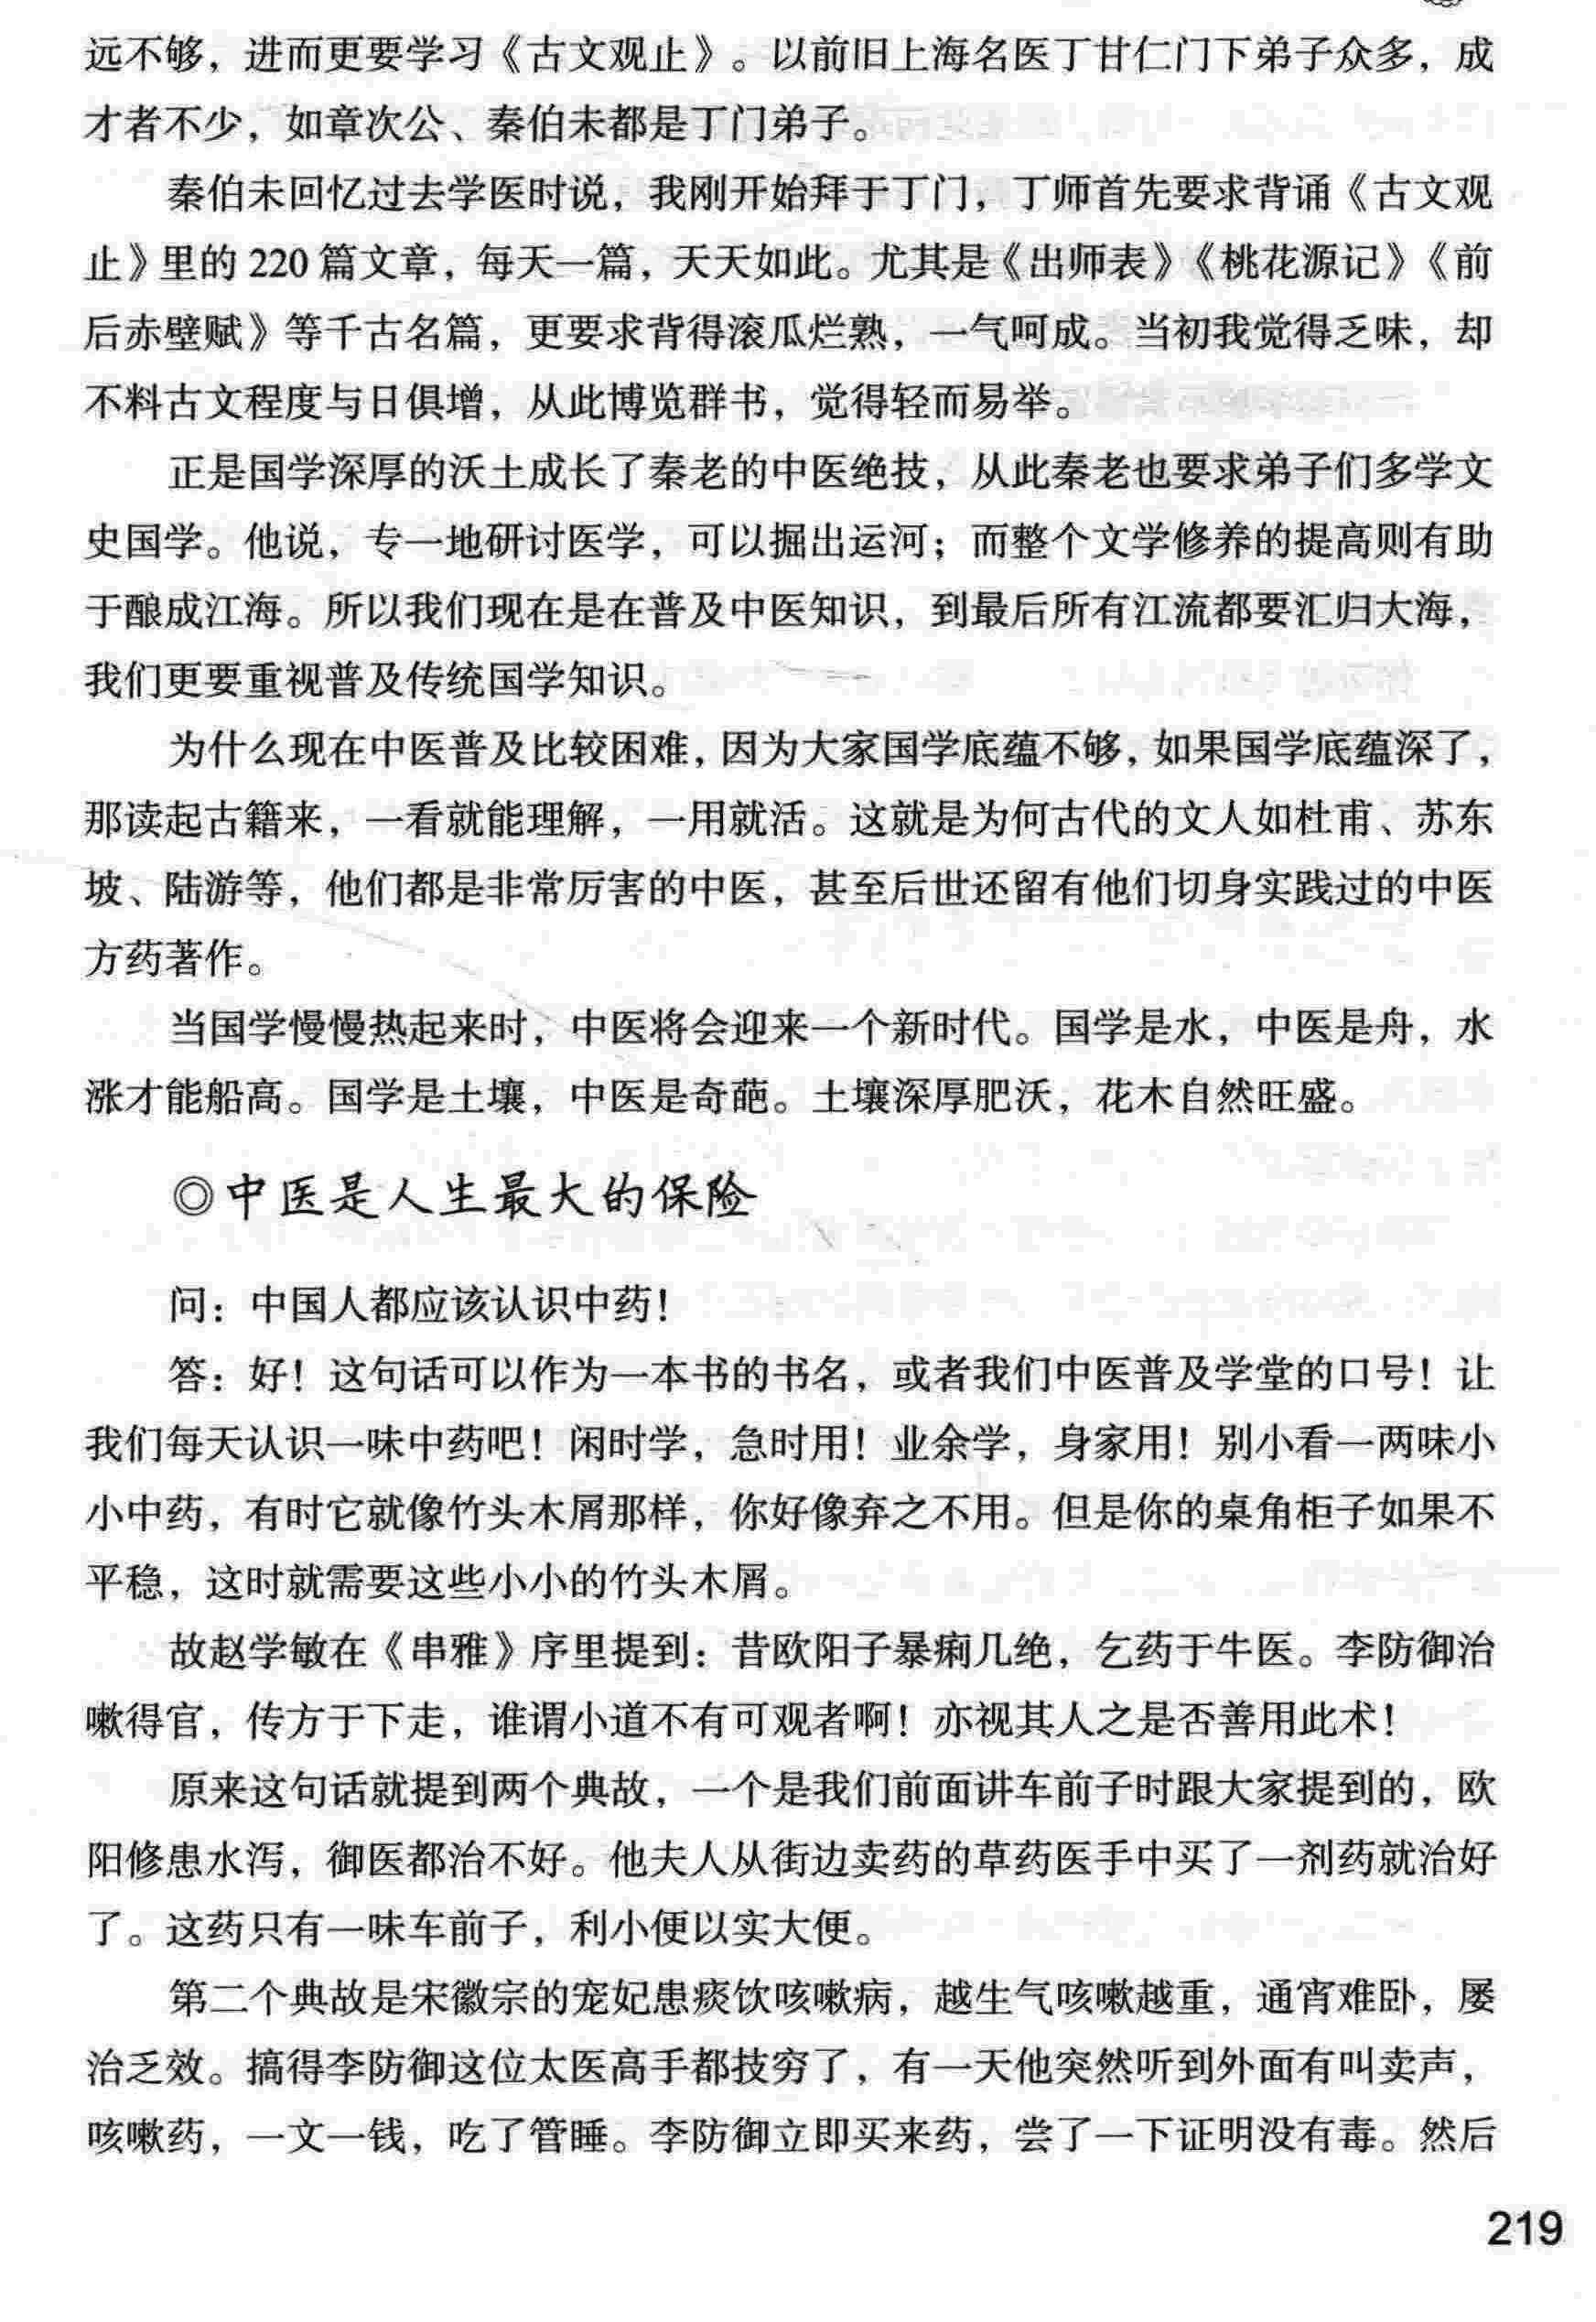 远不够，进而更要学习《古文观止》。以前旧上海名医丁甘仁门下弟子众多，成
才者不少，如章次公、秦伯未都是丁门弟子。
秦伯未回忆过去学医时说，我刚开始拜于丁门，丁师首先要求背诵《古文观
止》里的 220 篇文章，每天一篇，天天如此。尤其是《出师表》《桃花源记》《前
后赤壁赋》等千古名篇，更要求背得滚瓜烂熟，一气呵成。当初我觉得乏味，却
不料古文程度与日俱增，从此博览群书，觉得轻而易举。
正是国学深厚的沃土成长了秦老的中医绝技，从此秦老也要求弟子们多学文
史国学。他说，专一地研讨医学，可以掘出运河；而整个文学修养的提高则有助
于酿成江海。所以我们现在是在普及中医知识，到最后所有江流都要汇归大海，
我们更要重视普及传统国学知识。
为什么现在中医普及比较困难，因为大家国学底蕴不够，如果国学底蕴深了，
那读起古籍来，一看就能理解，一用就活。这就是为何古代的文人如杜甫、苏东
坡、陆游等，他们都是非常厉害的中医，甚至后世还留有他们切身实践过的中医
方药著作。
当国学慢慢热起来时，中医将会迎来一个新时代。国学是水，中医是舟，水
涨才能船高。国学是土壤，中医是奇葩。土壤深厚肥沃，花木自然旺盛。
◎中医是人生最大的保险
问：中国人都应该认识中药！
答：好！这句话可以作为一本书的书名，或者我们中医普及学堂的口号！让
我们每天认识一味中药吧！闲时学，急时用！业余学，身家用！别小看一两味小
小中药，有时它就像竹头木屑那样，你好像弃之不用。但是你的桌角柜子如果不
平稳，这时就需要这些小小的竹头木屑。
故赵学敏在《串雅》序里提到：昔欧阳子暴痢几绝，乞药于牛医。李防御治
嗽得官，传方于下走，谁谓小道不有可观者啊！亦视其人之是否善用此术！
原来这句话就提到两个典故，一个是我们前面讲车前子时跟大家提到的，欧
阳修患水泻，御医都治不好。他夫人从街边卖药的草药医手中买了一剂药就治好
了。这药只有一味车前子，利小便以实大便。
第二个典故是宋徽宗的宠妃患痰饮咳嗽病，越生气咳嗽越重，通宵难卧，屡
治乏效。搞得李防御这位太医高手都技穷了，有一天他突然听到外面有叫卖声，
咳嗽药，一文一钱，吃了管睡。李防御立即买来药，尝了一下证明没有毒。然后
219